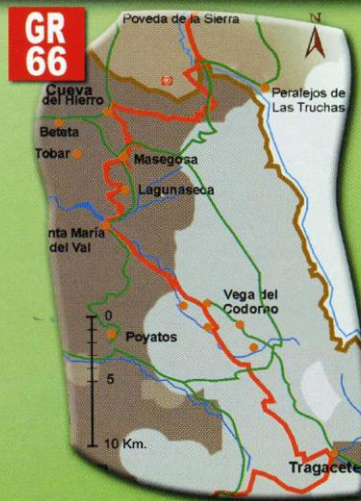 GR
66
Poveda de la Sierra
N
Cueva
del Hierro
Peralejos de
Las Truchas
Beteta
Tobar
Masegosa
Lagunaseca
nta María
del Val
Vega del
Codorno
0
Poyatos
5
10 Km.
Tragacete